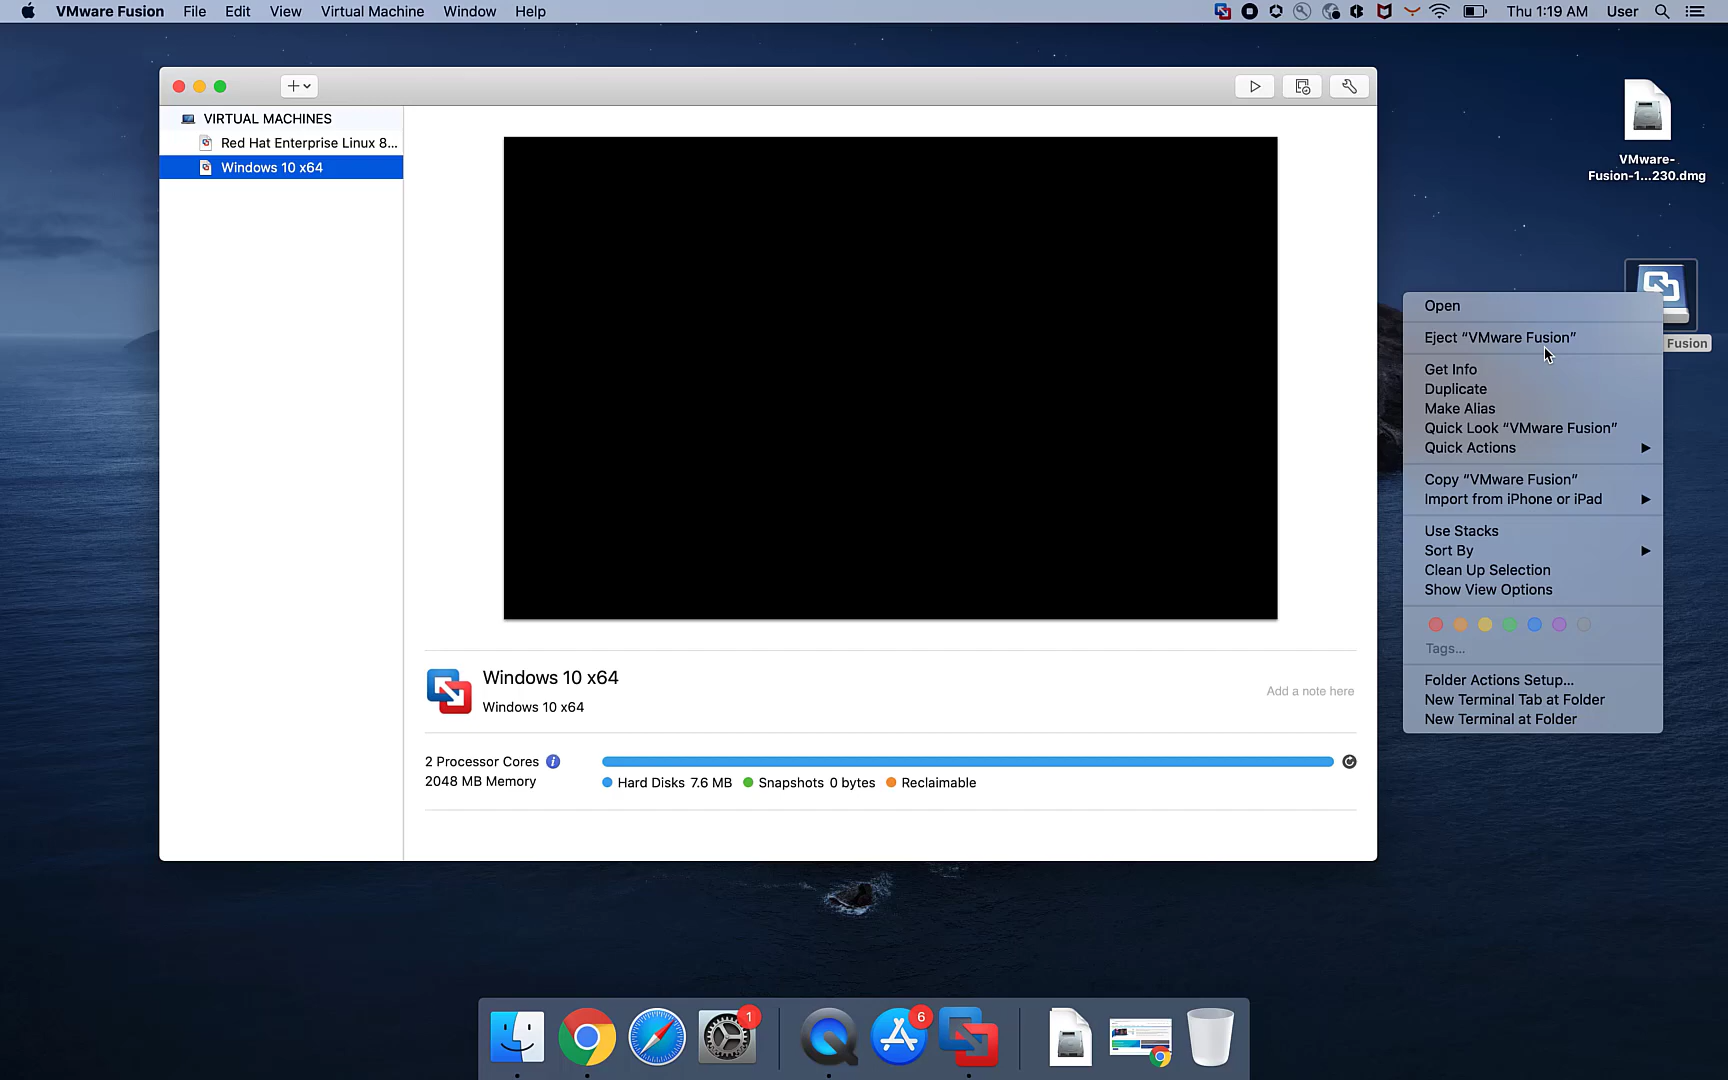 VMware Fusion File Edit View Virtual Machine Window Help
Thu 1:19 AM User
VIRTUAL MACHINES
Red Hat Enterprise Linux 8...
Windows 10 x64
VMware-
Fusion-1...230.dmg
Fusion
Open
Eject “VMware Fusion”
Get Info
Duplicate
Make Alias
Quick Look “VMware Fusion”
Quick Actions
Copy “VMware Fusion”
Import from iPhone or iPad
Use Stacks
Sort By
Clean Up Selection
Show View Options
Tags...
Folder Actions Setup...
New Terminal Tab at Folder
New Terminal at Folder
Windows 10 x64
Windows 10 x64
Add a note here
2 Processor Cores
2048 MB Memory
Hard Disks 7.6 MB Snapshots 0 bytes Reclaimable
1
6